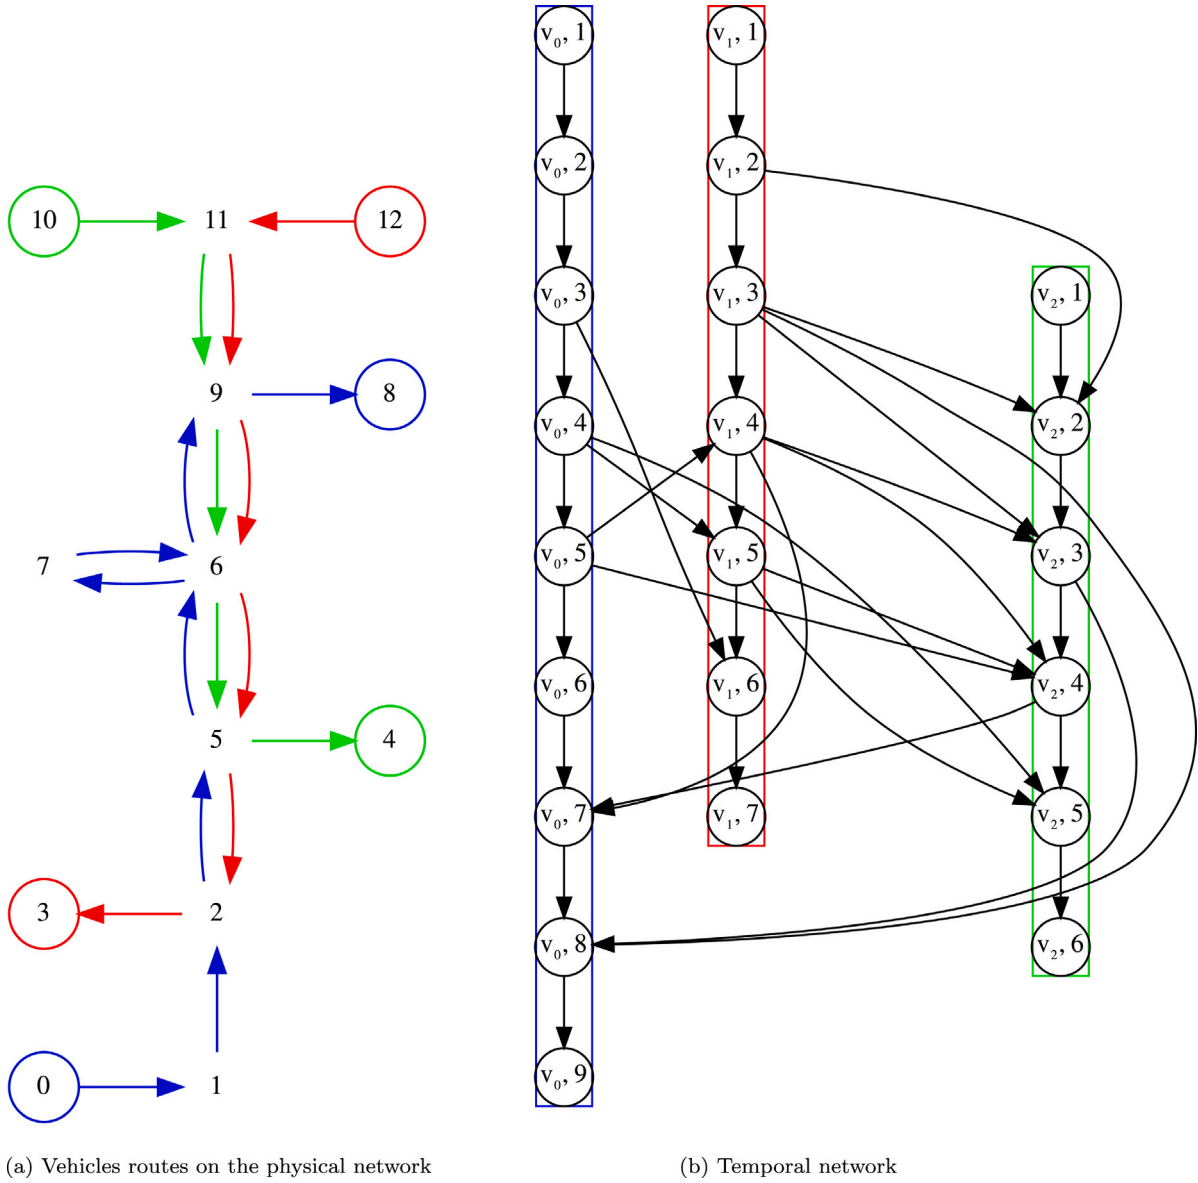 v₀, 1
v₁, 1
v₀, 2
v₁, 2
10
11
12
v₀, 3
v₁, 3
v₂, 1
9
8
v₀, 4
v₁, 4
v₂, 2
7
6
v₀, 5
v₁, 5
v₂, 3
v₀, 6
v₁, 6
v₂, 4
5
4
v₀, 7
v₁, 7
v₂, 5
3
2
v₀, 8
v₂, 6
0
1
v₀, 9
(a) Vehicles routes on the physical network
(b) Temporal network